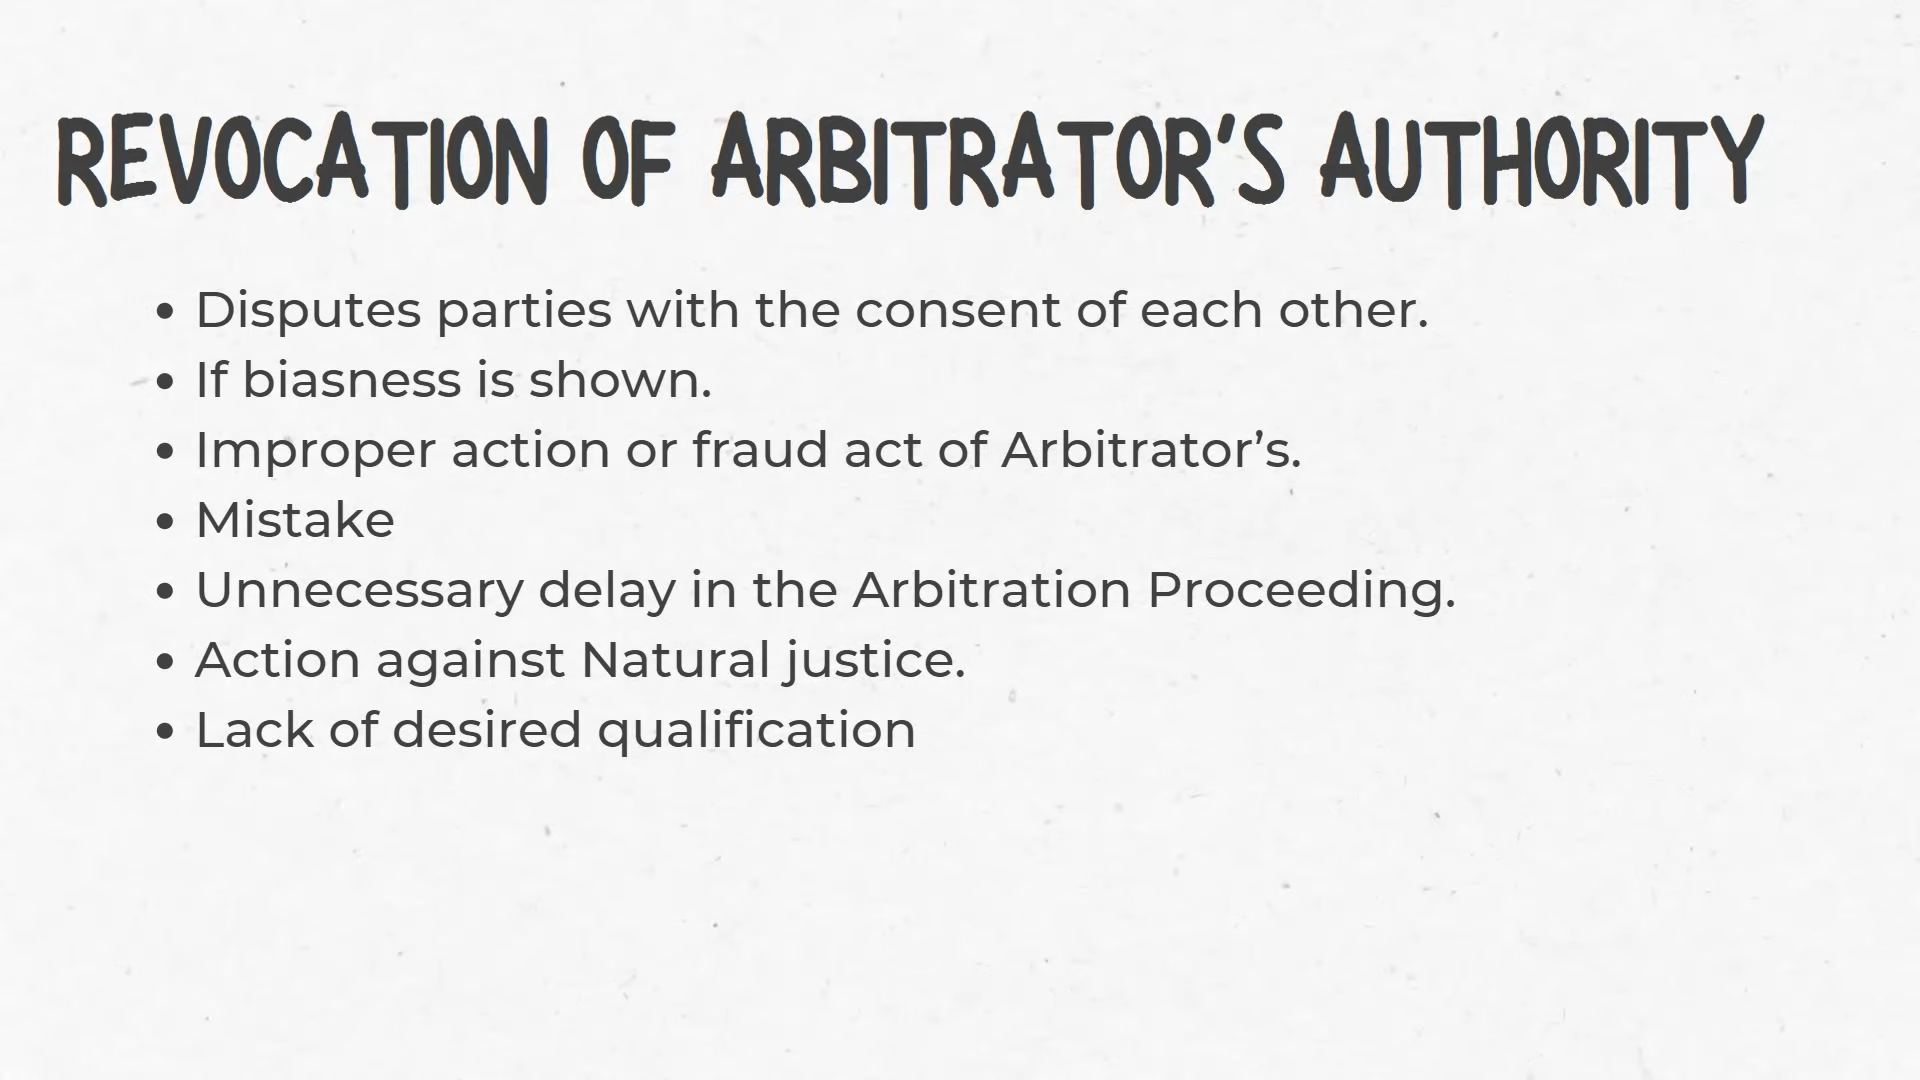 REVOCATION OF ARBITRATOR’S AUTHORITY
• Disputes parties with the consent of each other.
• If biasness is shown.
• Improper action or fraud act of Arbitrator’s.
• Mistake
• Unnecessary delay in the Arbitration Proceeding.
• Action against Natural justice.
• Lack of desired qualification